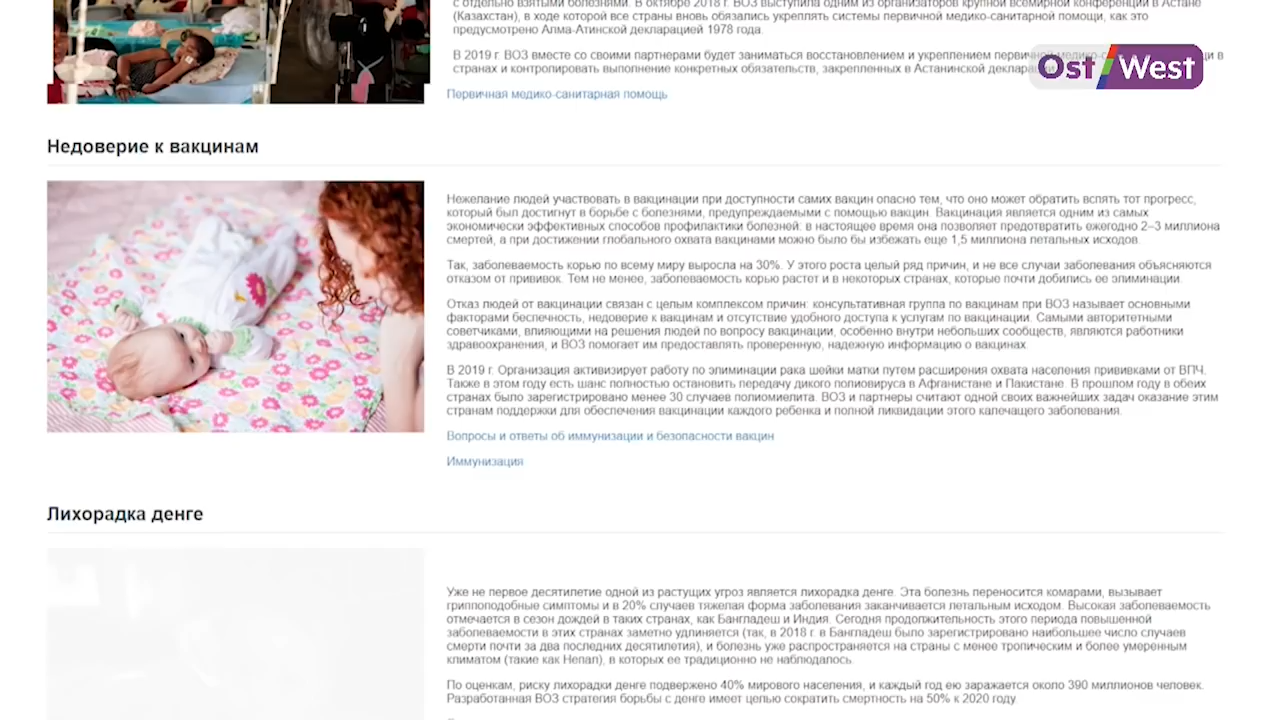 с отдельно взятыми болезнями. В октябре 2018 г. ВОЗ выступила одним из организаторов крупной всемирной конференции в Астане
(Казахстан), в ходе которой все страны вновь обязались укреплять системы первичной медико-санитарной помощи, как это
предусмотрено Алма-Атинской декларацией 1978 года.
В 2019 г. ВОЗ вместе со своими партнерами будет заниматься восстановлением и укреплением первичной медико-с в
странах и контролировать выполнение конкретных обязательств, закрепленных в Астанинской деклара
Ost West
Первичная медико-санитарная помощь
Недоверие к вакцинам
Нежелание людей участвовать в вакцинации при доступности самих вакцин опасно тем, что оно может обратить вспять тот прогресс,
который был достигнут в борьбе с болезнями, предупреждаемыми с помощью вакцин. Вакцинация является одним из самых
экономически эффективных способов профилактики болезней: в настоящее время она позволяет предотвратить ежегодно 2–3 миллиона
смертей, а при достижении глобального охвата вакцинами можно было бы избежать еще 1,5 миллиона летальных исходов.
Так, заболеваемость корью по всему миру выросла на 30%. У этого роста целый ряд причин, и не все случаи заболевания объясняются
отказом от прививок. Тем не менее, заболеваемость корью растет и в некоторых странах, которые почти добились ее элиминации.
Отказ людей от вакцинации связан с целым комплексом причин: консультативная группа по вакцинам при ВОЗ называет основными
факторами беспечность, недоверие к вакцинам и отсутствие удобного доступа к услугам по вакцинации. Самыми авторитетными
советчиками, влияющими на решения людей по вопросу вакцинации, особенно внутри небольших сообществ, являются работники
здравоохранения, и ВОЗ помогает им предоставлять проверенную, надежную информацию о вакцинах.
В 2019 г. Организация активизирует работу по элиминации рака шейки матки путем расширения охвата населения прививками от ВПЧ.
Также в этом году есть шанс полностью остановить передачу дикого полиовируса в Афганистане и Пакистане. В прошлом году в обеих
странах было зарегистрировано менее 30 случаев полиомиелита. ВОЗ и партнеры считают одной своих важнейших задач оказание этим
странам поддержки для обеспечения вакцинации каждого ребенка и полной ликвидации этого калечащего заболевания.
Вопросы и ответы об иммунизации и безопасности вакцин
Иммунизация
Лихорадка денге
Уже не первое десятилетие одной из растущих угроз является лихорадка денге. Эта болезнь переносится комарами, вызывает
гриппоподобные симптомы и в 20% случаев тяжелая форма заболевания заканчивается летальным исходом. Высокая заболеваемость
отмечается в сезон дождей в таких странах, как Бангладеш и Индия. Сегодня продолжительность этого периода повышенной
заболеваемости в этих странах заметно удлиняется (так, в 2018 г. в Бангладеш было зарегистрировано наибольшее число случаев
смерти почти за два последних десятилетия), и болезнь уже распространяется на страны с менее тропическим и более умеренным
климатом (такие как Непал), в которых ее традиционно не наблюдалось.
По оценкам, риску лихорадки денге подвержено 40% мирового населения, и каждый год ею заражается около 390 миллионов человек.
Разработанная ВОЗ стратегия борьбы с денге имеет целью сократить смертность на 50% к 2020 году.